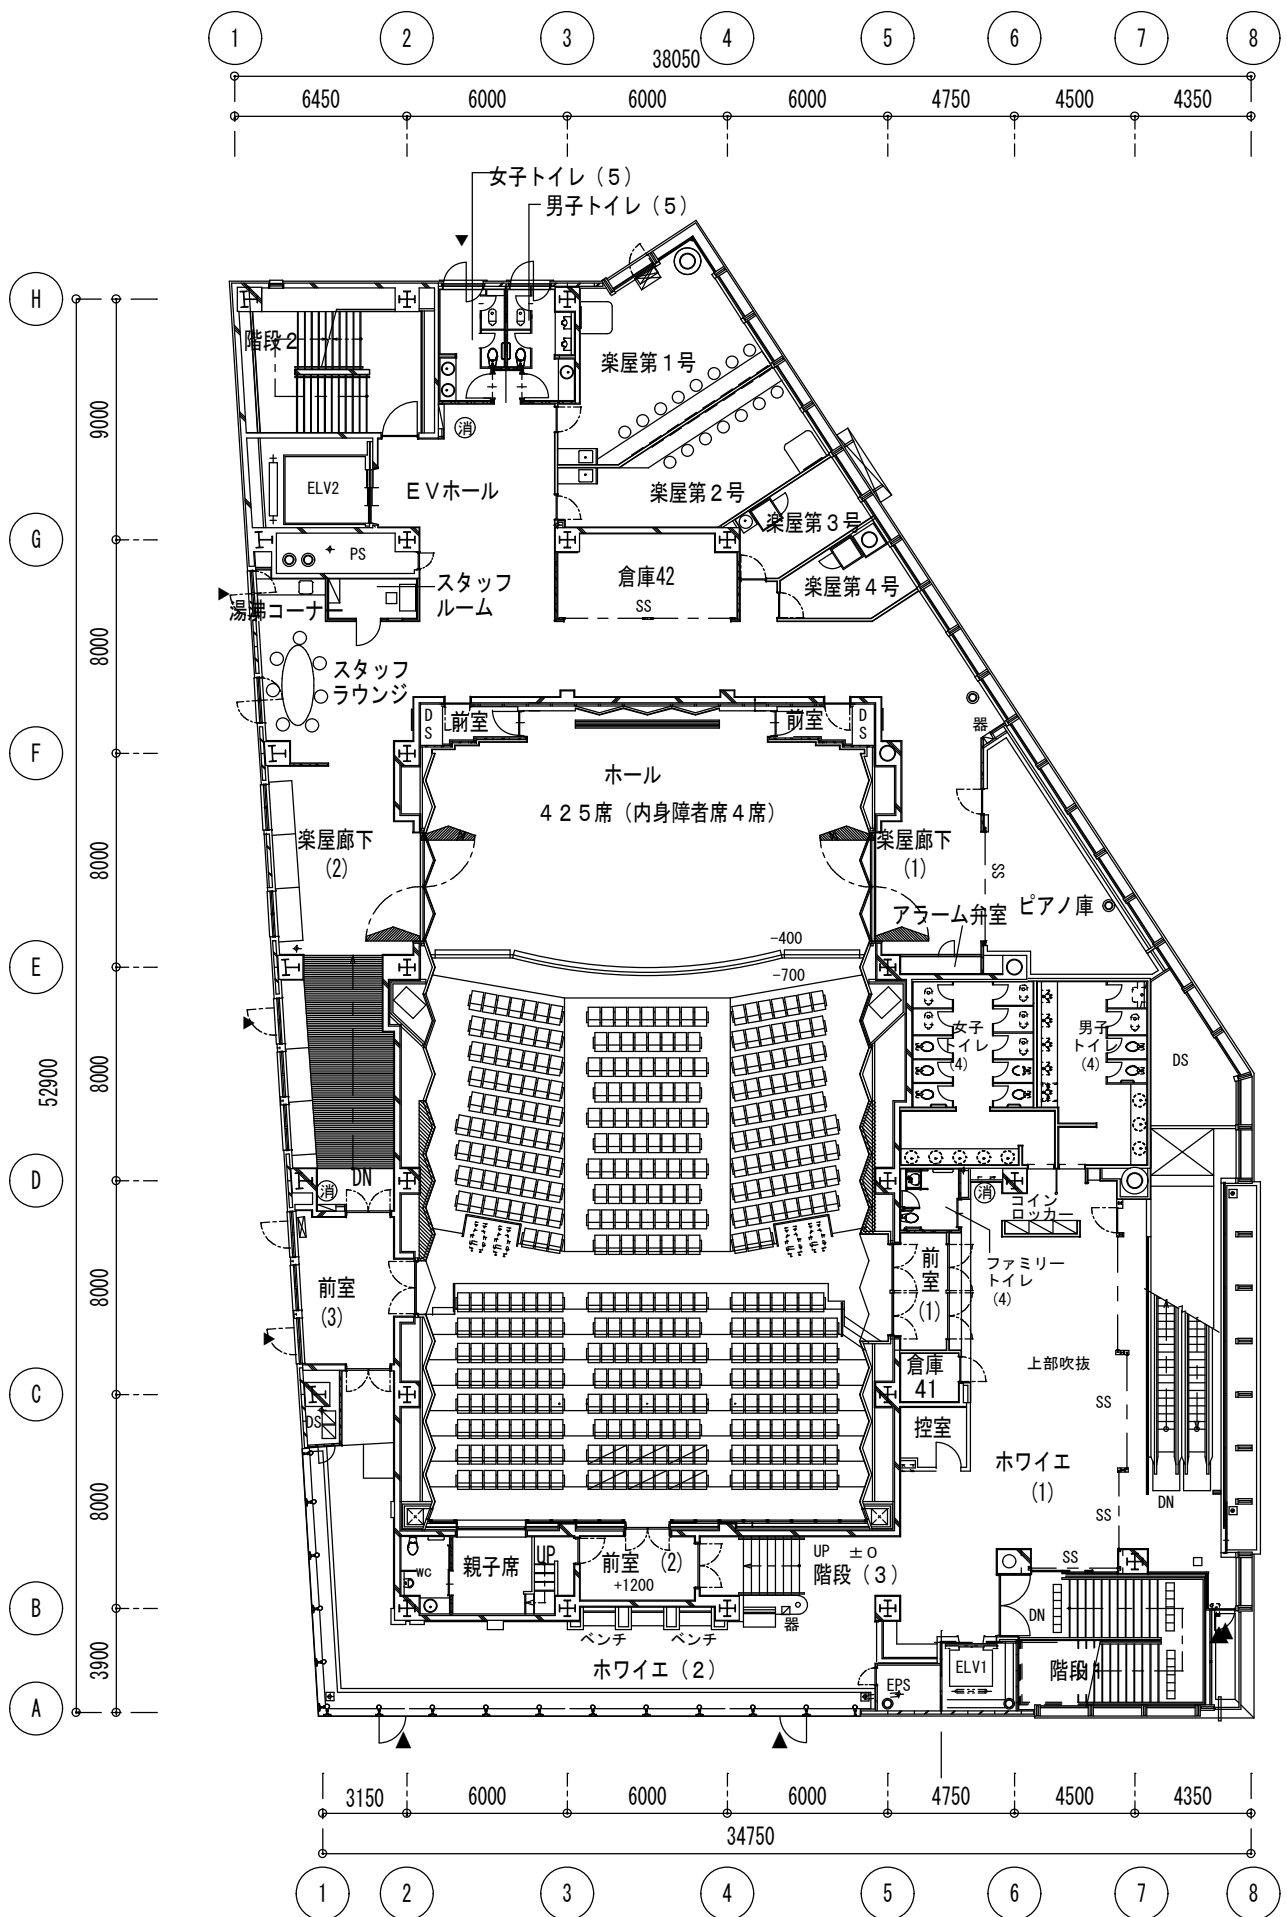 1 2 3 4 5 6 7 8
38050
6450 6000 6000 6000 4750 4500 4350
女子トイレ（５）
男子トイレ（５）
H
階段２
楽屋第１号
9000
消
ELV2
ＥＶホール
楽屋第２号
楽屋第３号
G
PS
スタッフ
ルーム
倉庫42
楽屋第４号
湯沸コーナー
SS
8000
スタッフ
ラウンジ
器
DS
前室
前室
DS
F
ホール
４２５席（内身障者席４席）
楽屋廊下
(2)
楽屋廊下
(1)
SS
8000
アラーム弁室
ピアノ庫
-400
E
-700
女子
トイレ
(4)
男子
トイレ
(4)
DS
8000
52900
D
DN
消
消
コイン
ロッカー
前室
(3)
前室
(1)
ファミリー
トイレ
(4)
8000
上部吹抜
倉庫
41
C
DS
SS
控室
ホワイエ
(1)
8000
DN
SS
WC
親子席
UP
前室
(2)
+1200
UP ±0
階段（3）
SS
B
DN
器
ベンチ
ベンチ
3900
ホワイエ（２）
EPS
ELV1
階段1
A
3150 6000 6000 6000 4750 4500 4350
34750
1 2 3 4 5 6 7 8